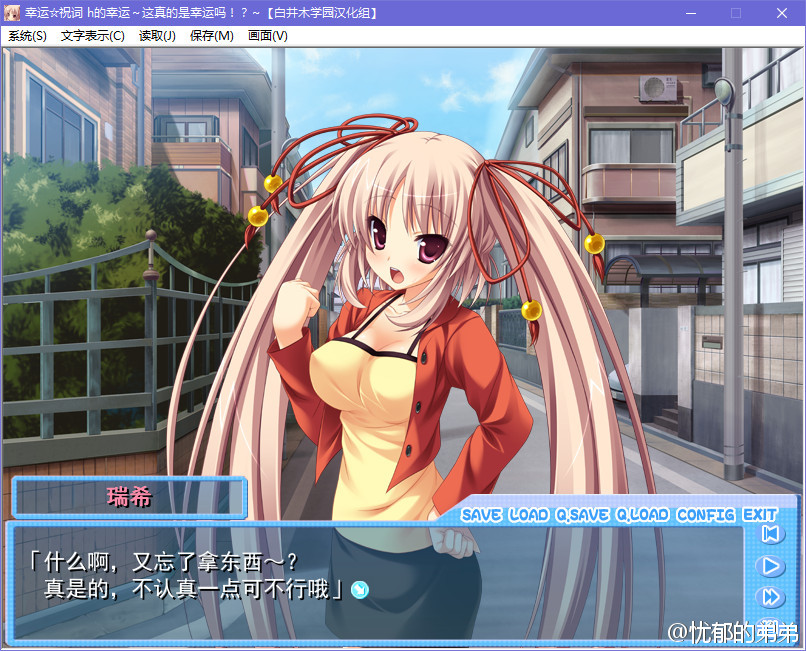 幸运☆祝词 h的幸运～这真的是幸运吗！？～【白井木学园汉化组】
系统(S) 文字表示(C) 读取(J) 保存(M) 画面(V)
瑞希
SAVE LOAD Q.SAVE Q.LOAD CONFIG EXIT
「什么啊，又忘了拿东西～？
真是的，不认真一点可不行哦」
@忧郁的弟弟